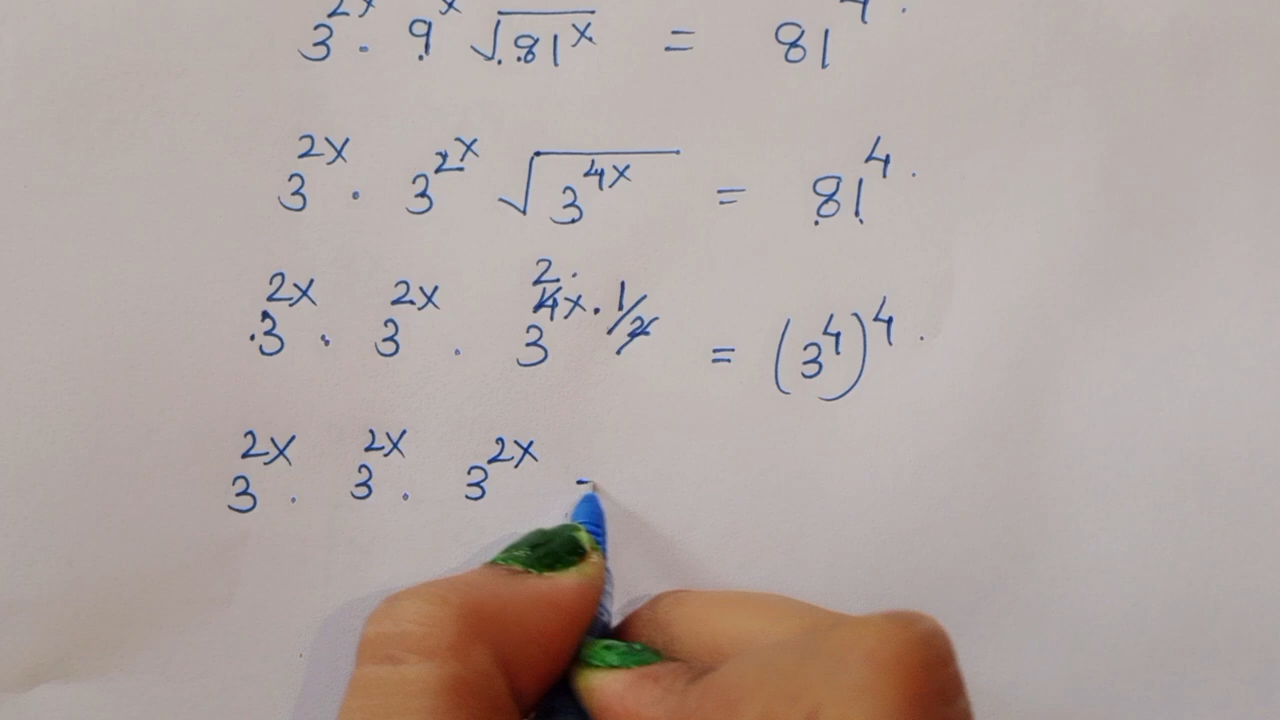 3^{2x} · 9^x √81^x = 81^4 .
3^{2x} · 3^{2x} √3^{4x} = 81^4 .
3^{2x} · 3^{2x} · 3^{4x · 1/2} 2 = (3^4)^4 .
3^{2x} · 3^{2x} · 3^{2x} -